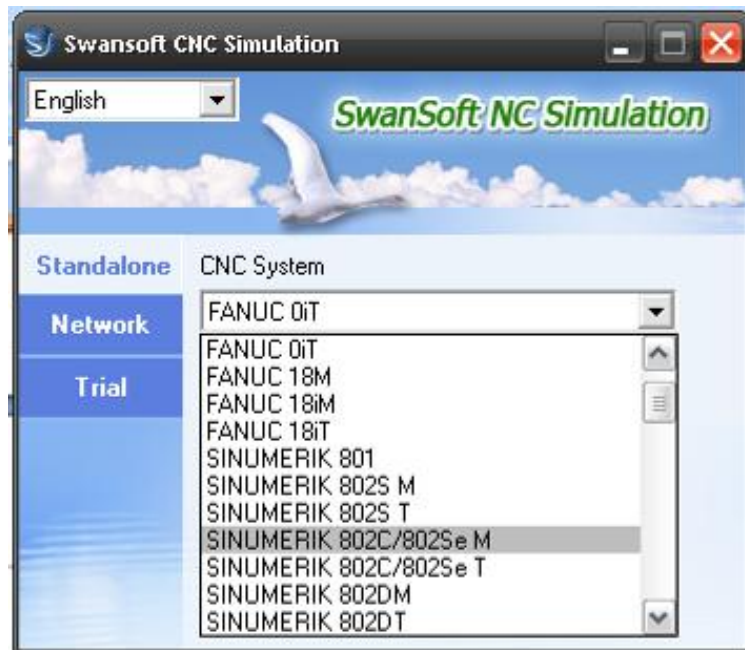 Swansoft CNC Simulation
English
SwanSoft NC Simulation
Standalone
CNC System
Network
FANUC 0iT
Trial
FANUC 0iT
FANUC 18M
FANUC 18iM
FANUC 18iT
SINUMERIK 801
SINUMERIK 802S M
SINUMERIK 802S T
SINUMERIK 802C/802Se M
SINUMERIK 802C/802Se T
SINUMERIK 802DM
SINUMERIK 802DT